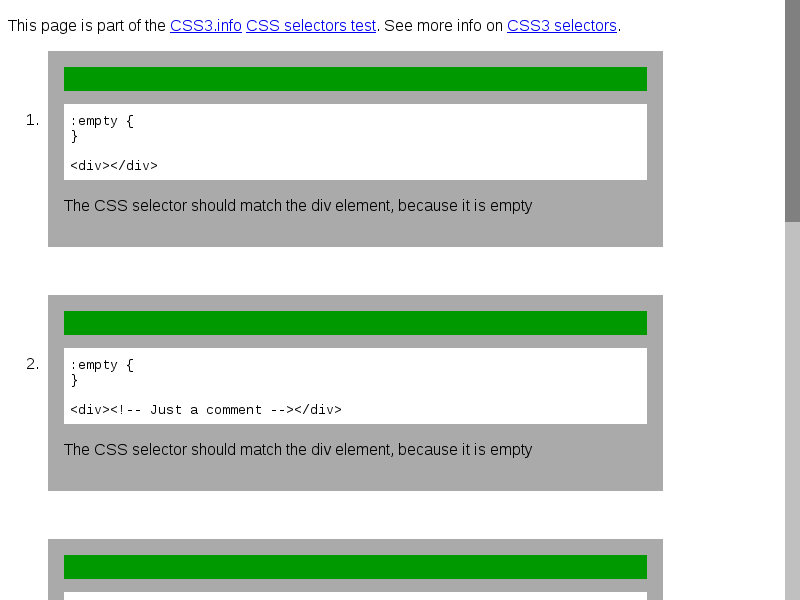 This page is part of the CSS3.info CSS selectors test. See more info on CSS3 selectors.
1.
:empty {
}
<div></div>
The CSS selector should match the div element, because it is empty
2.
:empty {
}
<div><!-- Just a comment --></div>
The CSS selector should match the div element, because it is empty